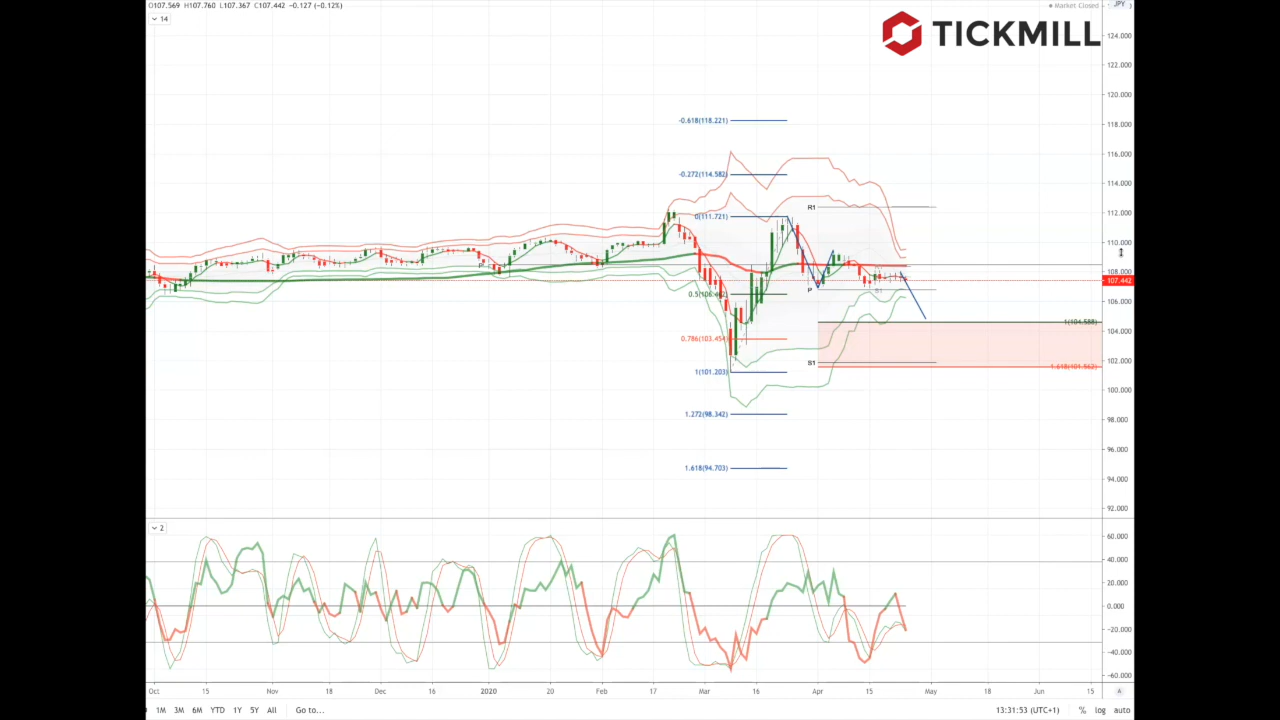 O107.569 H107.760 L107.367 C107.442 −0.127 (−0.12%)
Market Closed
JPY
14
TICKMILL
124.000
122.000
120.000
118.000
116.000
114.000
112.000
110.000
108.000
107.442
106.000
104.000
102.000
100.000
98.000
96.000
94.000
92.000
-0.618(118.221)
-0.272(114.582)
0(111.721)
R1
P
P
S1
0.5(106.462)
0.786(103.454)
1(104.588)
S1
1(101.203)
1.618(101.562)
1.272(98.342)
1.618(94.703)
2
60.000
40.000
20.000
0.000
-20.000
-40.000
-60.000
Oct 15 Nov 18 Dec 16 2020 20 Feb 17 Mar 16 Apr 15 May 18 Jun 15
A
1M 3M 6M YTD 1Y 5Y All Go to...
13:31:53 (UTC+1) % log auto